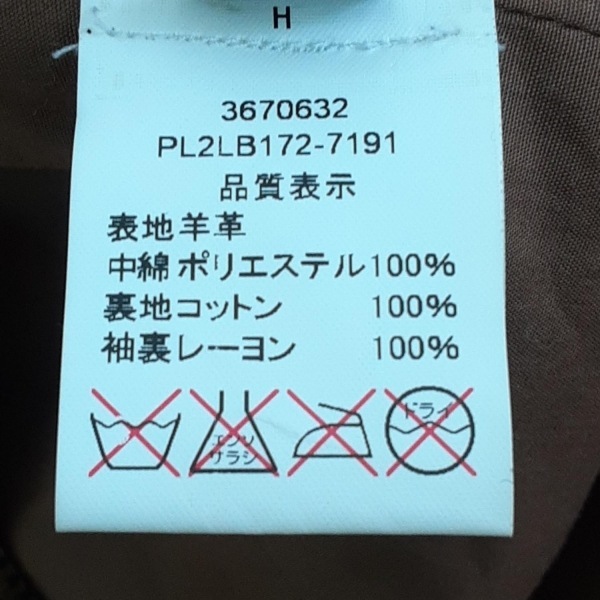 H
3670632
PL2LB172-7191
品質表示
表地羊革
中綿 ポリエステル100%
裏地コットン 100%
袖裏レーヨン 100%
エンソ
サラシ
ドライ